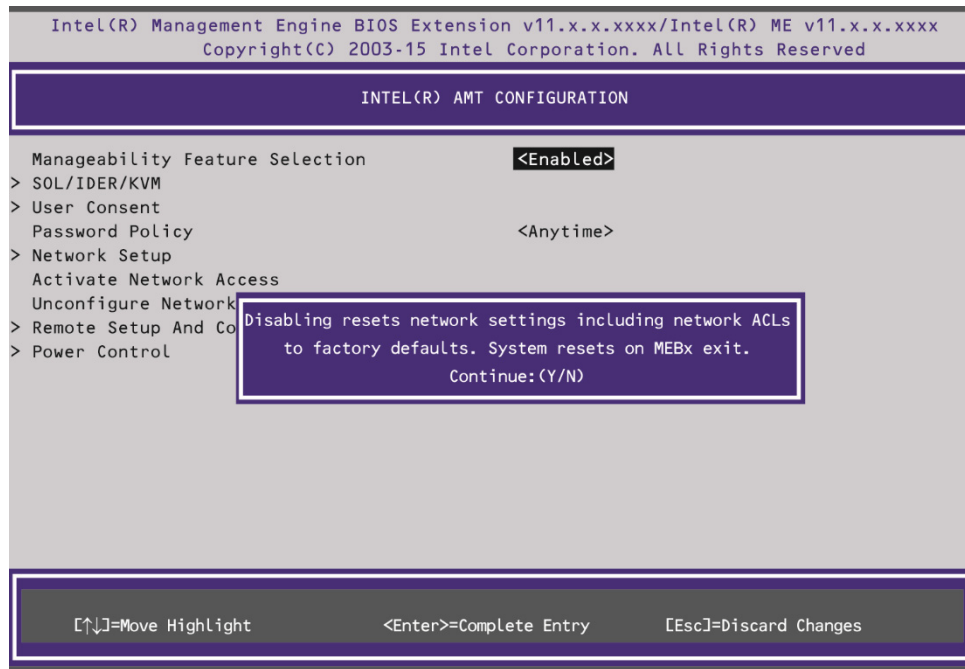 Intel(R) Management Engine BIOS Extension v11.x.x.xxxx/Intel(R) ME v11.x.x.xxxx
Copyright(C) 2003-15 Intel Corporation. All Rights Reserved
INTEL(R) AMT CONFIGURATION
Manageability Feature Selection <Enabled>
> SOL/IDER/KVM
> User Consent
Password Policy <Anytime>
> Network Setup
Activate Network Access
Unconfigure Network
> Remote Setup And Co
> Power Control
Disabling resets network settings including network ACLs
to factory defaults. System resets on MEBx exit.
Continue:(Y/N)
[↑↓]=Move Highlight <Enter>=Complete Entry [Esc]=Discard Changes